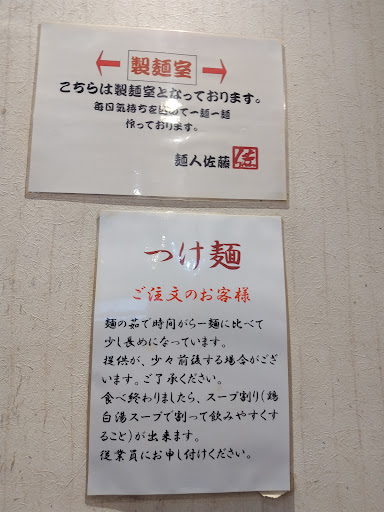 製麺室
こちらは製麺室となっております。
毎日気持ちを込めて一麺一麺
作っております。
麺人佐藤
つけ麺
ご注文のお客様
麺の茹で時間がらー麺に比べて
少し長めになっています。
提供が、少々前後する場合がござ
います。ご了承ください。
食べ終わりましたら、スープ割り(鶏
白湯スープで割って飲みやすくす
ること)が出来ます。
従業員にお申し付けください。